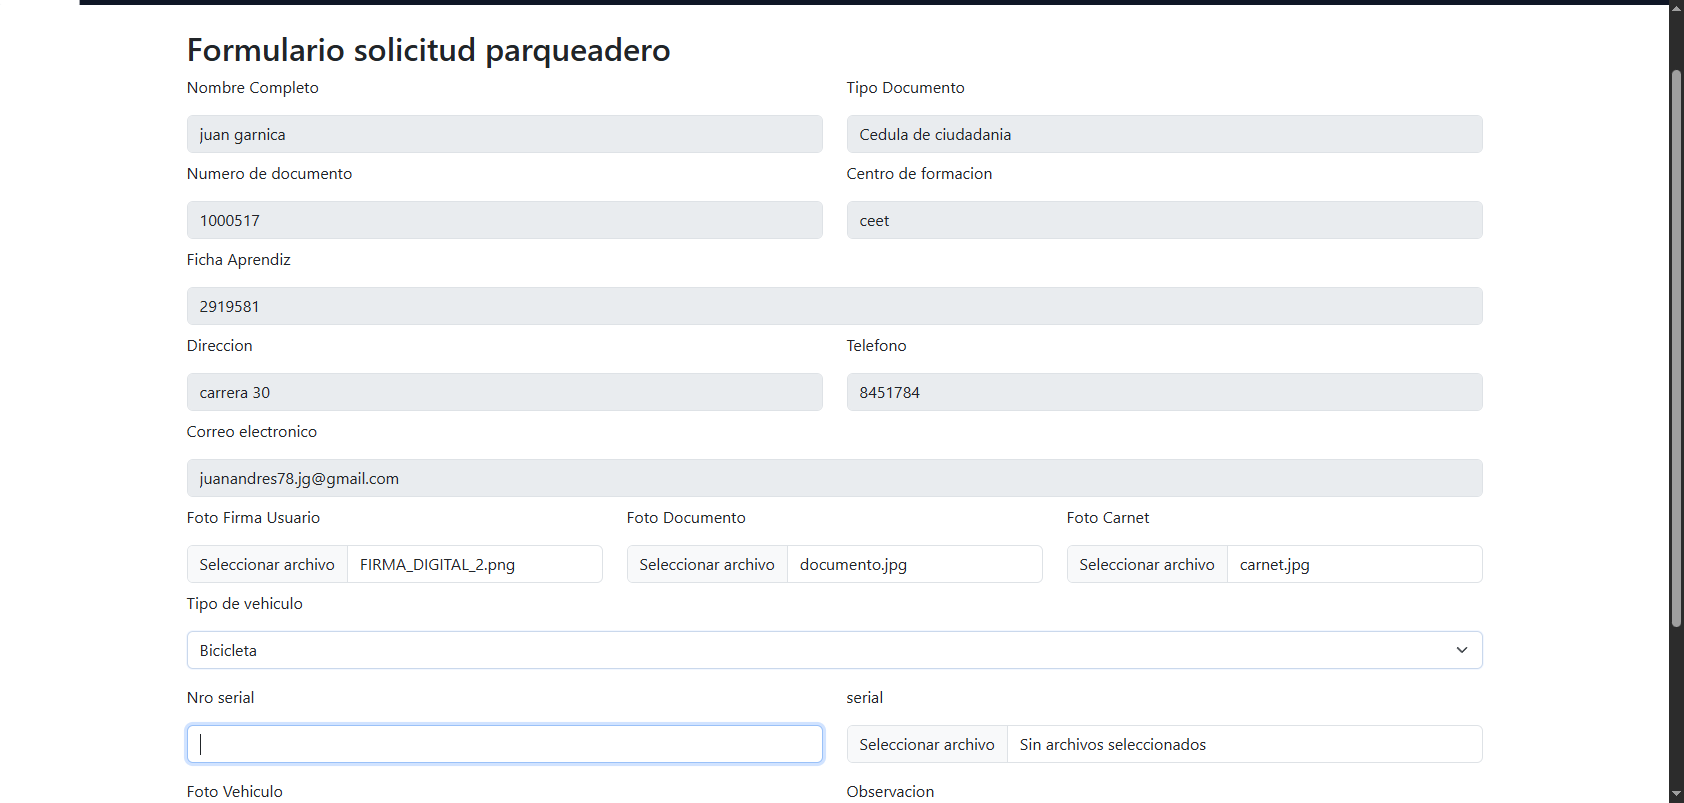 Formulario solicitud parqueadero
Nombre Completo
Tipo Documento
juan garnica
Cedula de ciudadania
Numero de documento
Centro de formacion
1000517
ceet
Ficha Aprendiz
2919581
Direccion
Telefono
carrera 30
8451784
Correo electronico
juanandres78.jg@gmail.com
Foto Firma Usuario
Foto Documento
Foto Carnet
Seleccionar archivo FIRMA_DIGITAL_2.png
Seleccionar archivo documento.jpg
Seleccionar archivo carnet.jpg
Tipo de vehiculo
Bicicleta
Nro serial
serial
Seleccionar archivo Sin archivos seleccionados
Foto Vehiculo
Observacion